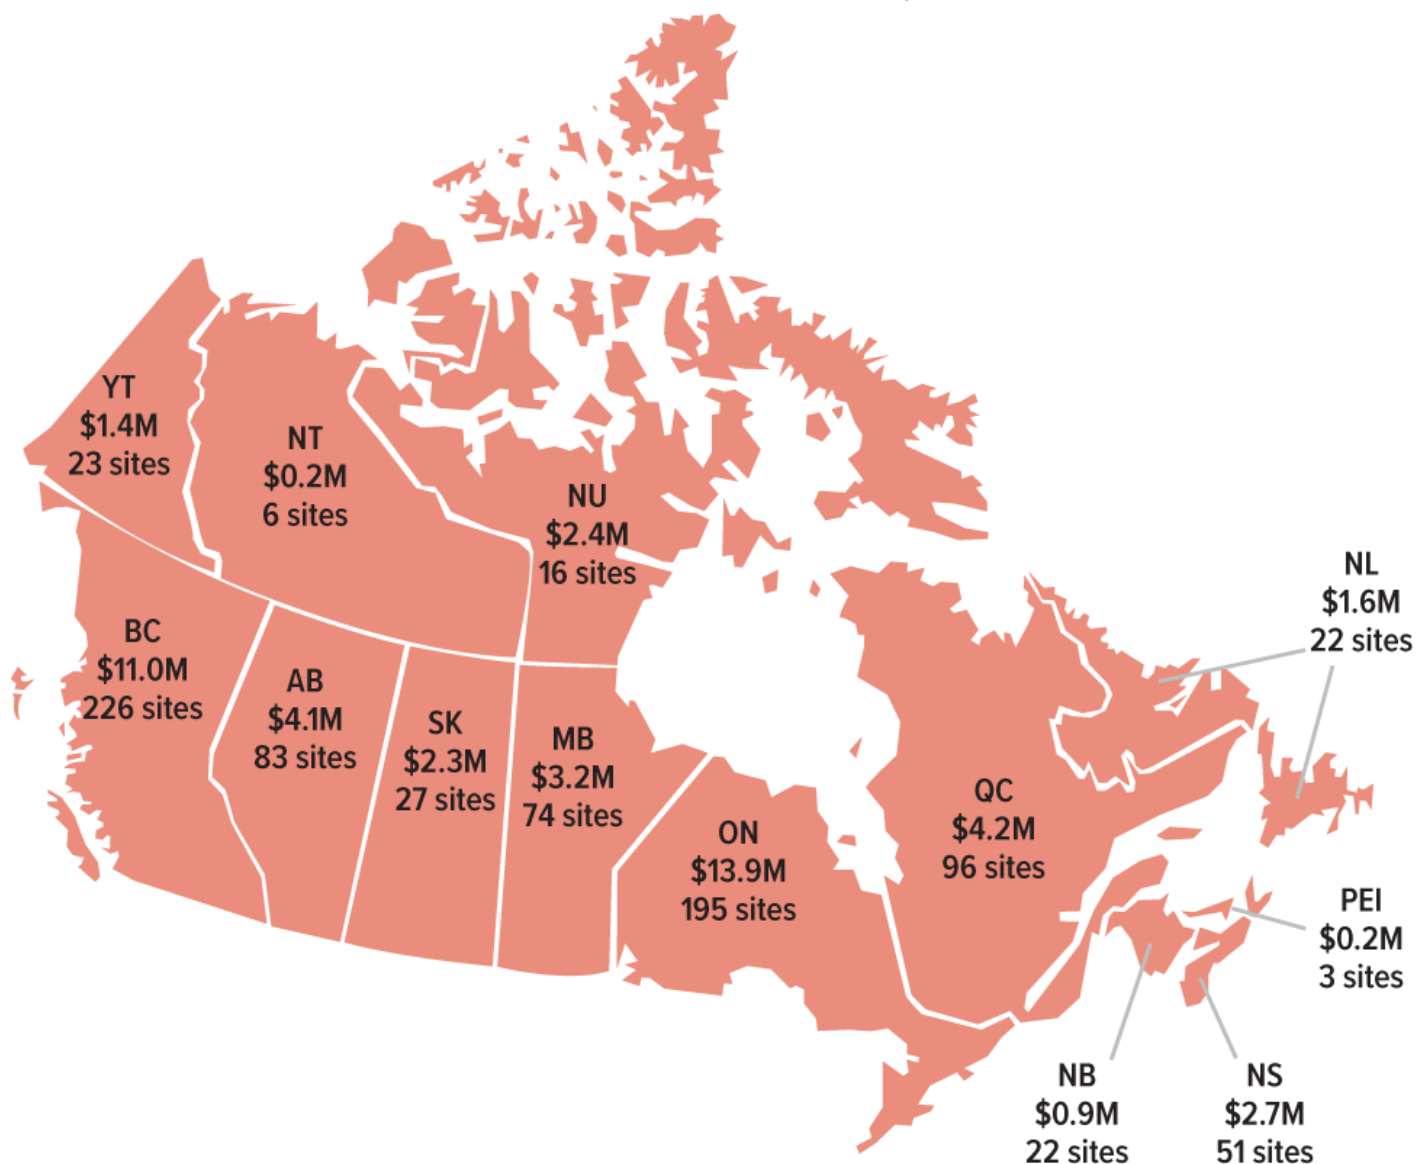 YT
$1.4M
23 sites
NT
$0.2M
6 sites
NU
$2.4M
16 sites
NL
$1.6M
22 sites
BC
$11.0M
226 sites
AB
$4.1M
83 sites
SK
$2.3M
27 sites
MB
$3.2M
74 sites
ON
$13.9M
195 sites
QC
$4.2M
96 sites
PEI
$0.2M
3 sites
NB
$0.9M
22 sites
NS
$2.7M
51 sites